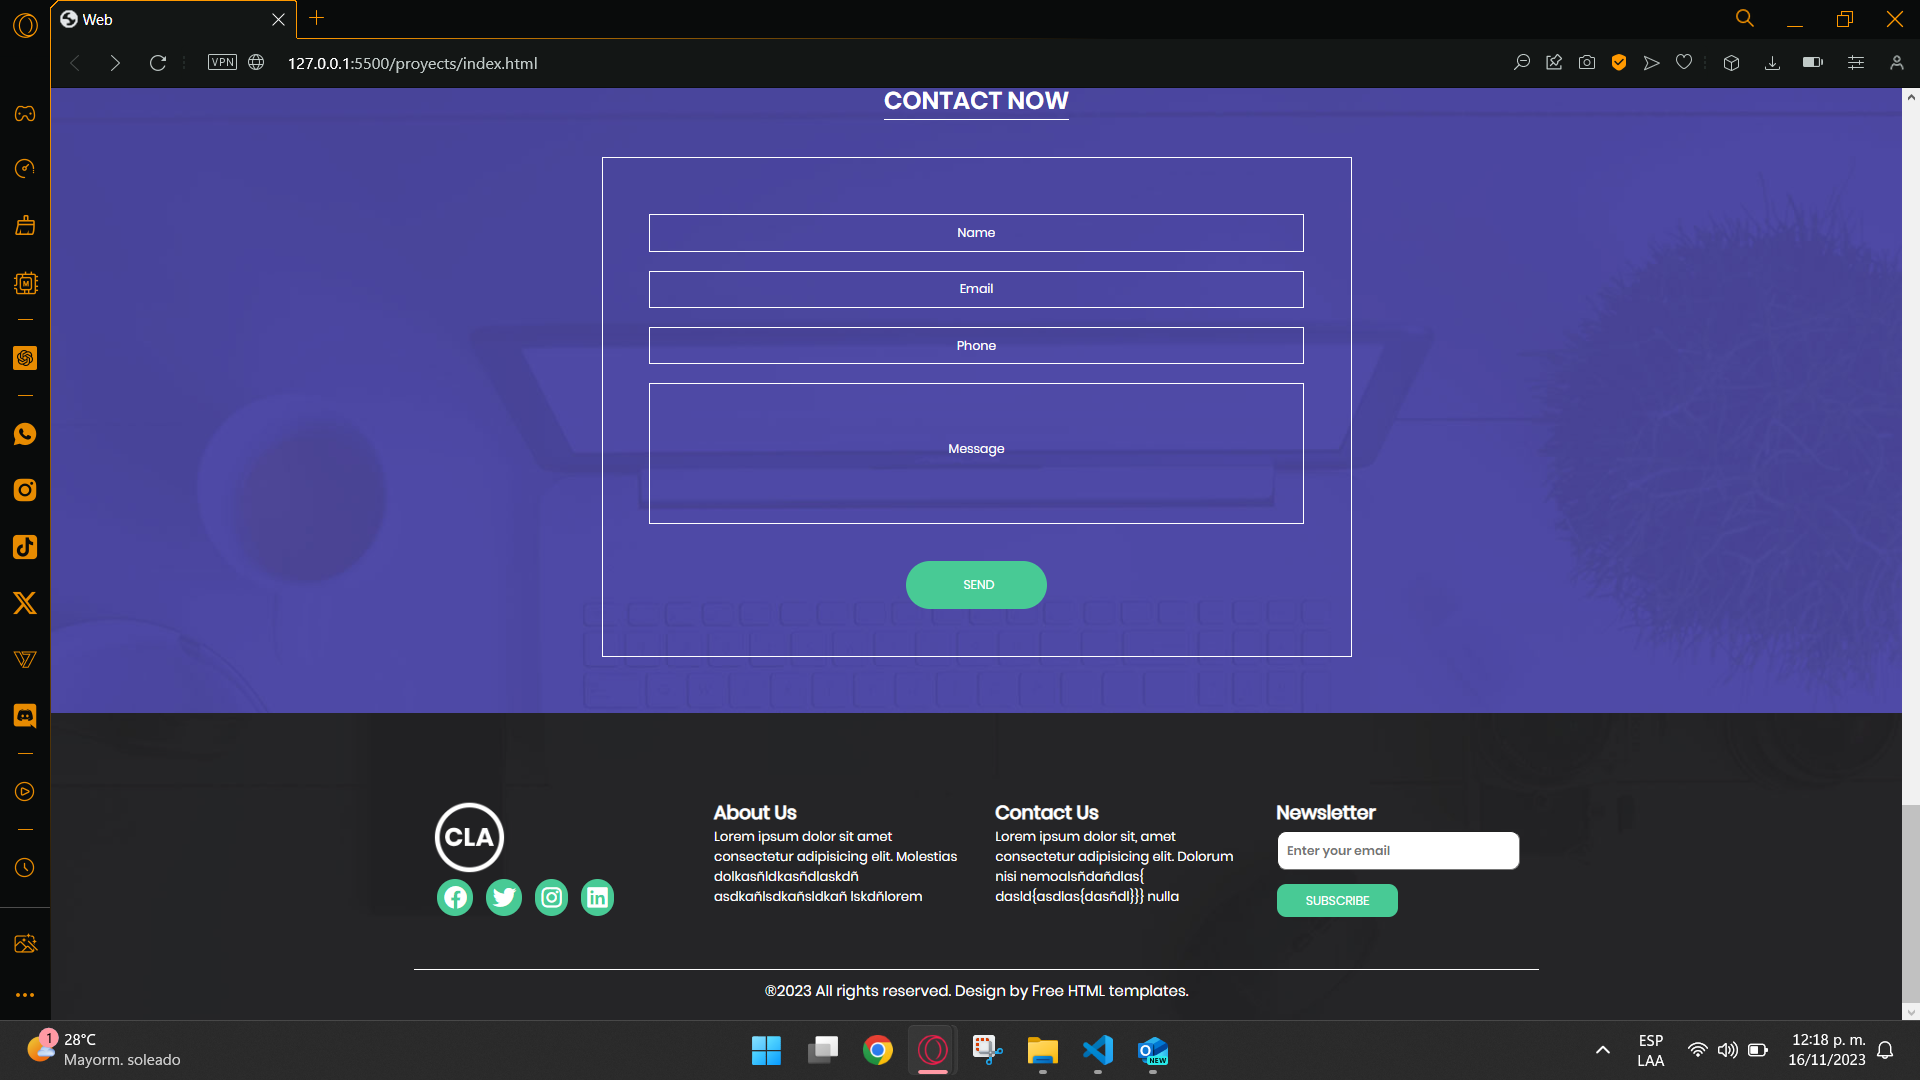 Web
VPN
127.0.0.1:5500/proyects/index.html
CONTACT NOW
Name
Email
Phone
Message
SEND
CLA
About Us
Lorem ipsum dolor sit amet
consectetur adipisicing elit. Molestias
dolkasñldkasñdlaskdñ
asdkañlsdkañsldkañ lskdñlorem
Contact Us
Lorem ipsum dolor sit, amet
consectetur adipisicing elit. Dolorum
nisi nemoalsñdañdlas{
dasld{asdlas{dasñdl}}} nulla
Newsletter
Enter your email
SUBSCRIBE
®2023 All rights reserved. Design by Free HTML templates.
1
28°C
Mayorm. soleado
NEW
ESP
LAA
12:18 p. m.
16/11/2023